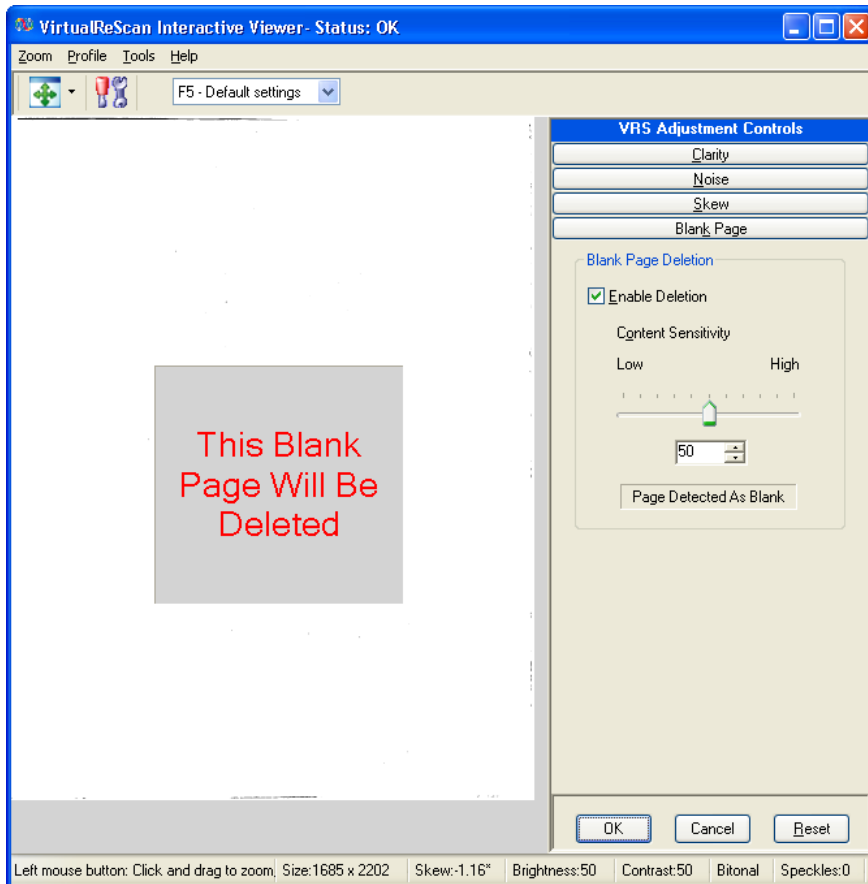 VirtualReScan Interactive Viewer- Status: OK
Zoom Profile Tools Help
F5 - Default settings
VRS Adjustment Controls
Clarity
Noise
Skew
Blank Page
Blank Page Deletion
Enable Deletion
Content Sensitivity
Low High
50
Page Detected As Blank
This Blank
Page Will Be
Deleted
OK Cancel Reset
Left mouse button: Click and drag to zoom, Size:1685 x 2202 Skew:-1.16° Brightness:50 Contrast:50 Bitonal Speckles:0